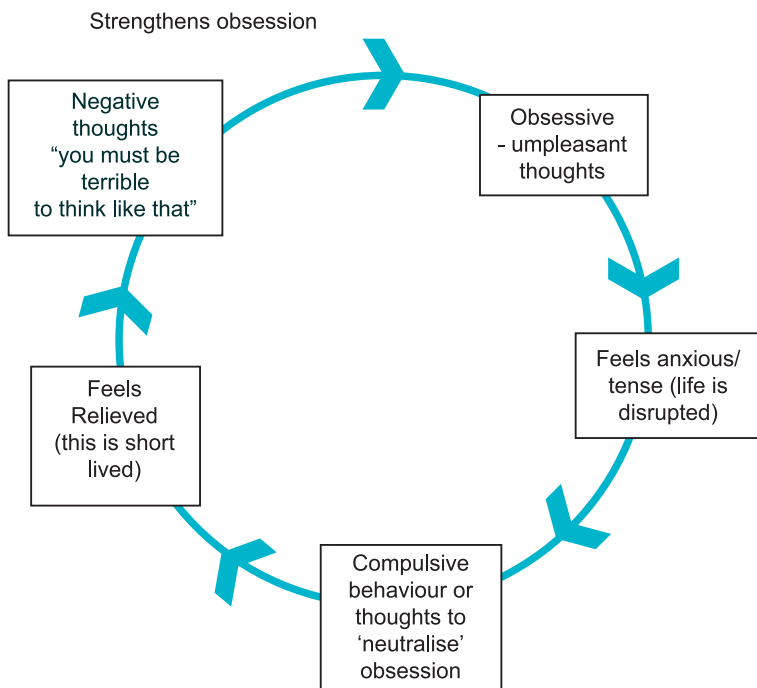 Strengthens obsession
Negative
thoughts
“you must be
terrible
to think like that”
Obsessive
- umpleasant
thoughts
Feels anxious/
tense (life is
disrupted)
Compulsive
behaviour or
thoughts to
‘neutralise’
obsession
Feels
Relieved
(this is short
lived)